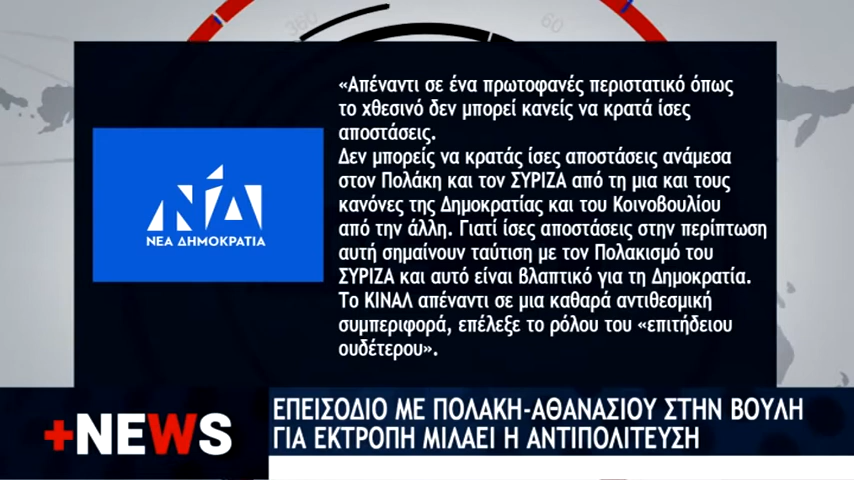 360
60
«Απέναντι σε ένα πρωτοφανές περιστατικό όπως
το χθεσινό δεν μπορεί κανείς να κρατά ίσες
αποστάσεις.
Δεν μπορείς να κρατάς ίσες αποστάσεις ανάμεσα
στον Πολάκη και τον ΣΥΡΙΖΑ από τη μια και τους
κανόνες της Δημοκρατίας και του Κοινοβουλίου
από την άλλη. Γιατί ίσες αποστάσεις στην περίπτωση
αυτή σημαίνουν ταύτιση με τον Πολακισμό του
ΣΥΡΙΖΑ και αυτό είναι βλαπτικό για τη Δημοκρατία.
Το ΚΙΝΑΛ απέναντι σε μια καθαρά αντιθεσμική
συμπεριφορά, επέλεξε το ρόλου του «επιτήδειου
ουδέτερου».
ΝΔ
ΝΕΑ ΔΗΜΟΚΡΑΤΙΑ
+NEWS
ΕΠΕΙΣΟΔΙΟ ΜΕ ΠΟΛΑΚΗ-ΑΘΑΝΑΣΙΟΥ ΣΤΗΝ ΒΟΥΛΗ
ΓΙΑ ΕΚΤΡΟΠΗ ΜΙΛΑΕΙ Η ΑΝΤΙΠΟΛΙΤΕΥΣΗ